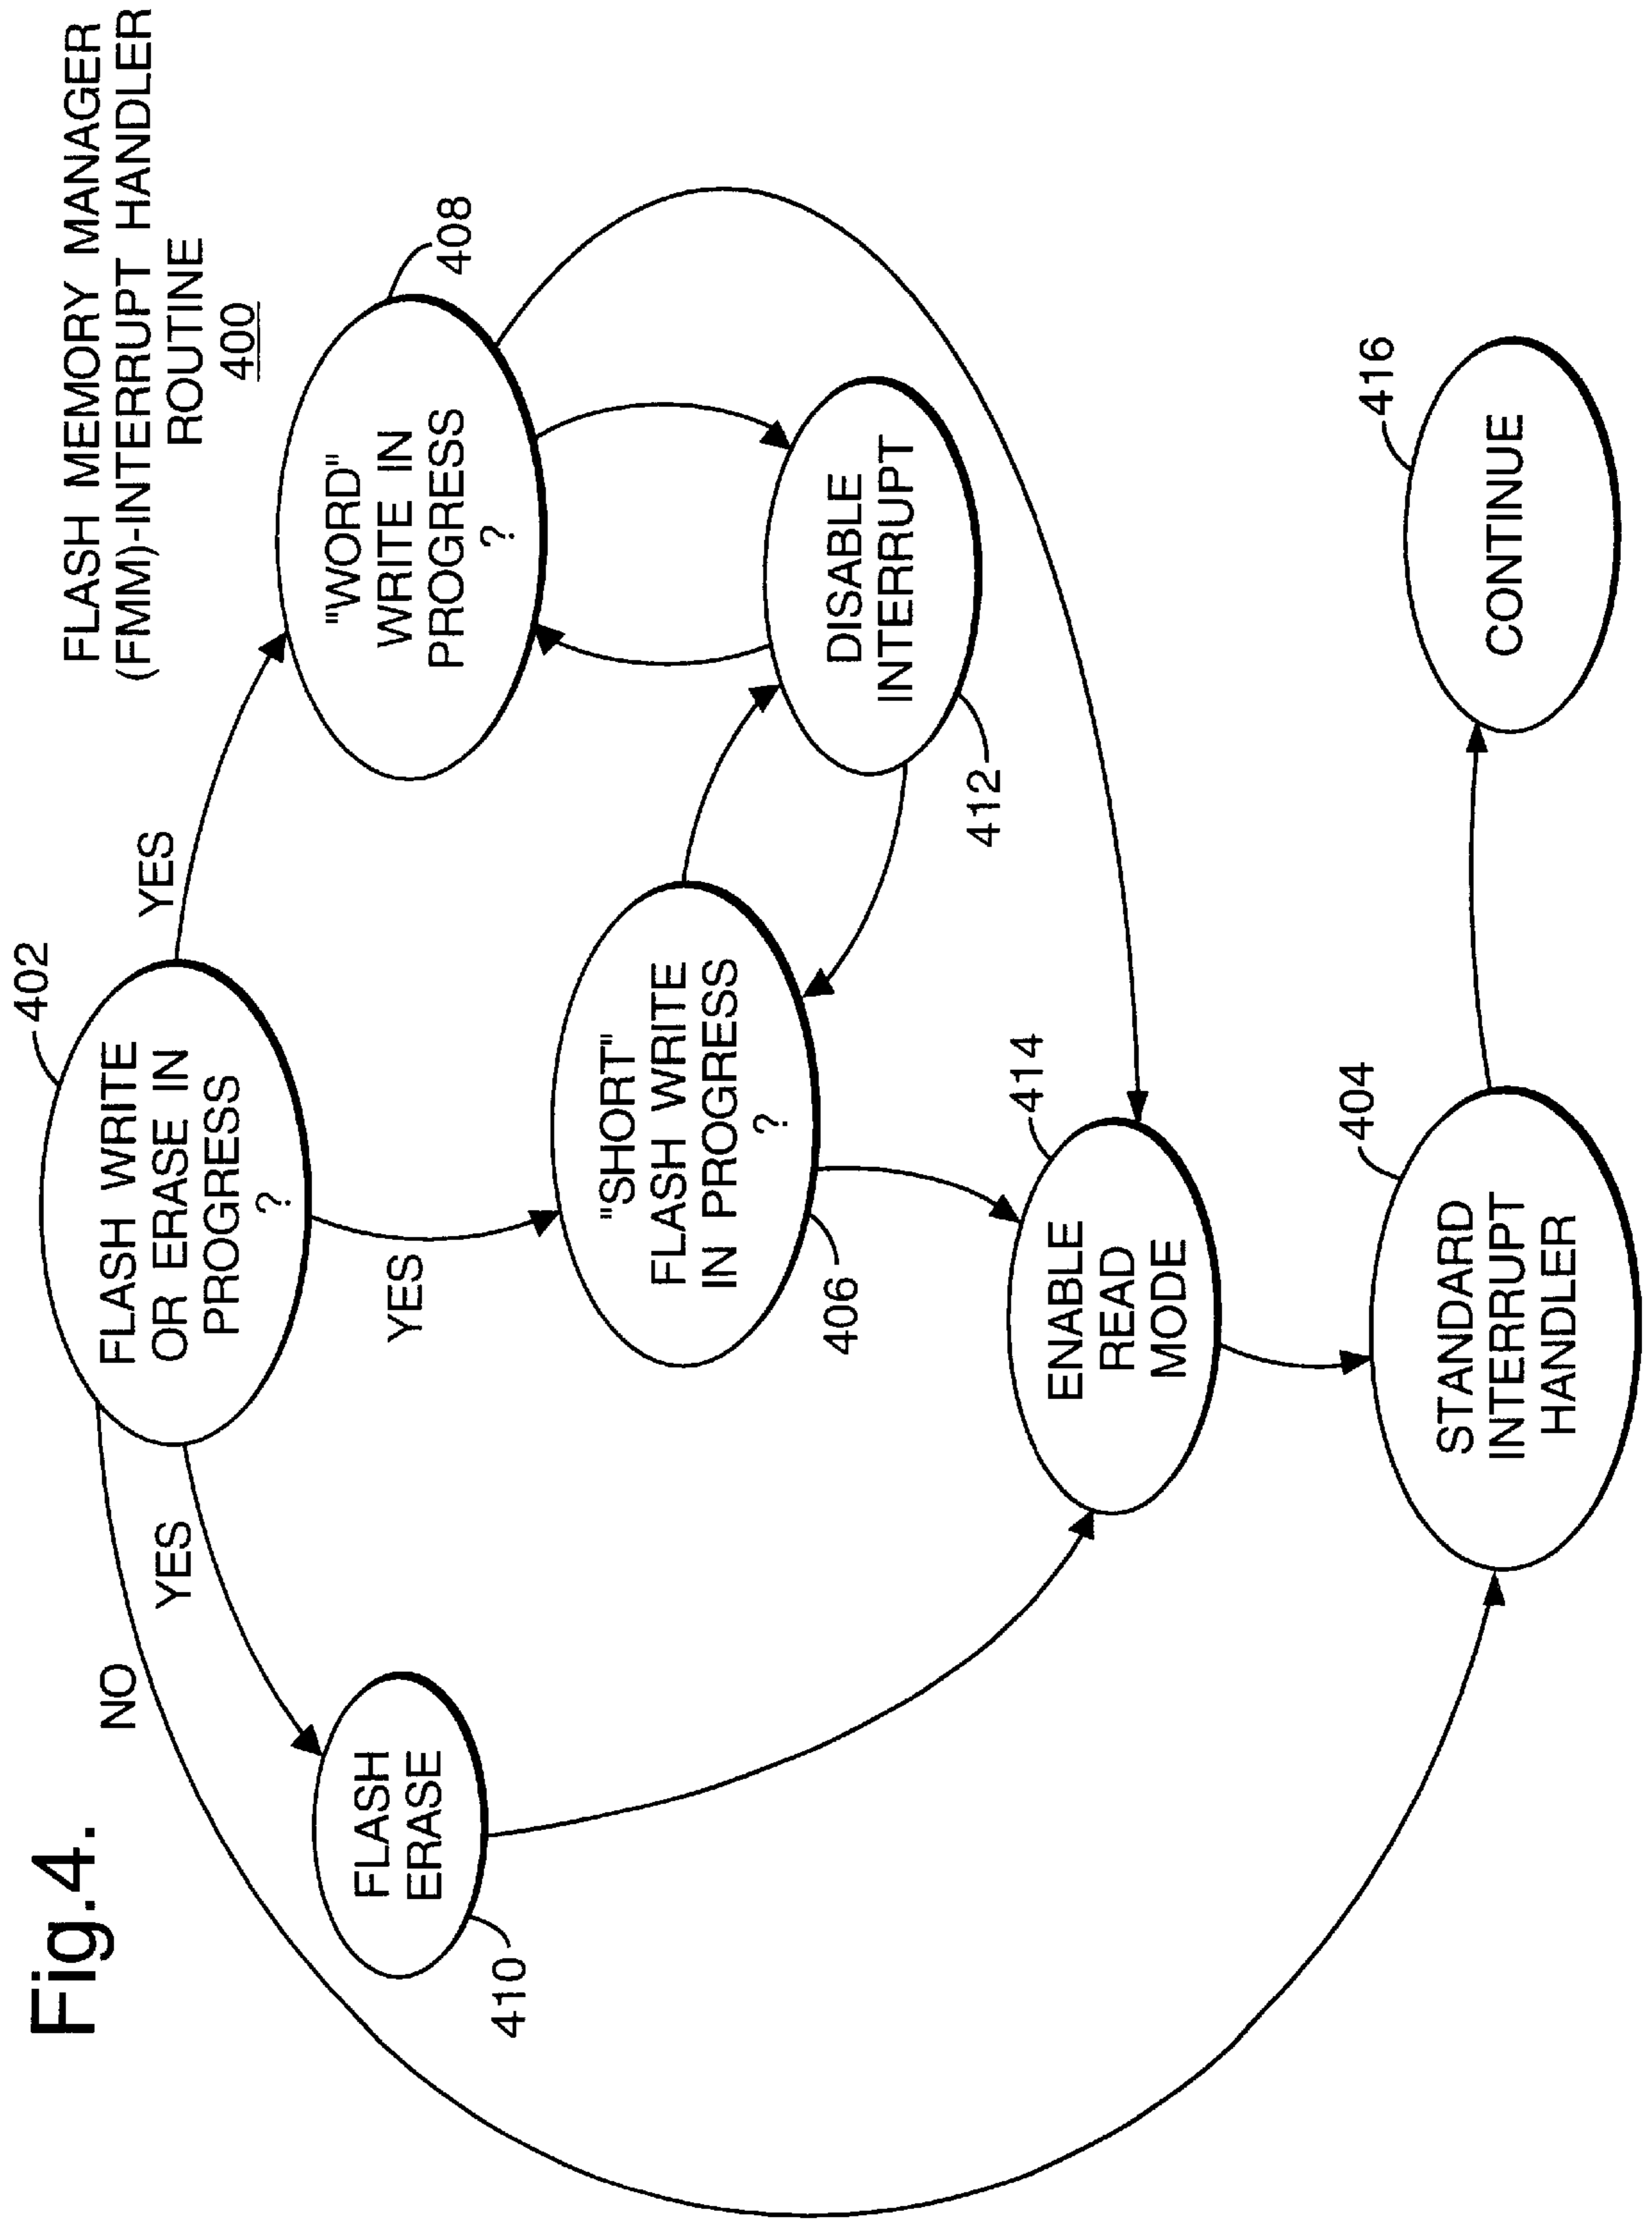 Fig.4.
FLASH MEMORY MANAGER
(FMM)-INTERRUPT HANDLER
ROUTINE
400
402
FLASH WRITE
OR ERASE IN
PROGRESS
?
NO
YES
YES
YES
410
FLASH
ERASE
"SHORT"
FLASH WRITE
IN PROGRESS
?
406
"WORD"
WRITE IN
PROGRESS
?
408
DISABLE
INTERRUPT
412
414
ENABLE
READ
MODE
404
STANDARD
INTERRUPT
HANDLER
416
CONTINUE